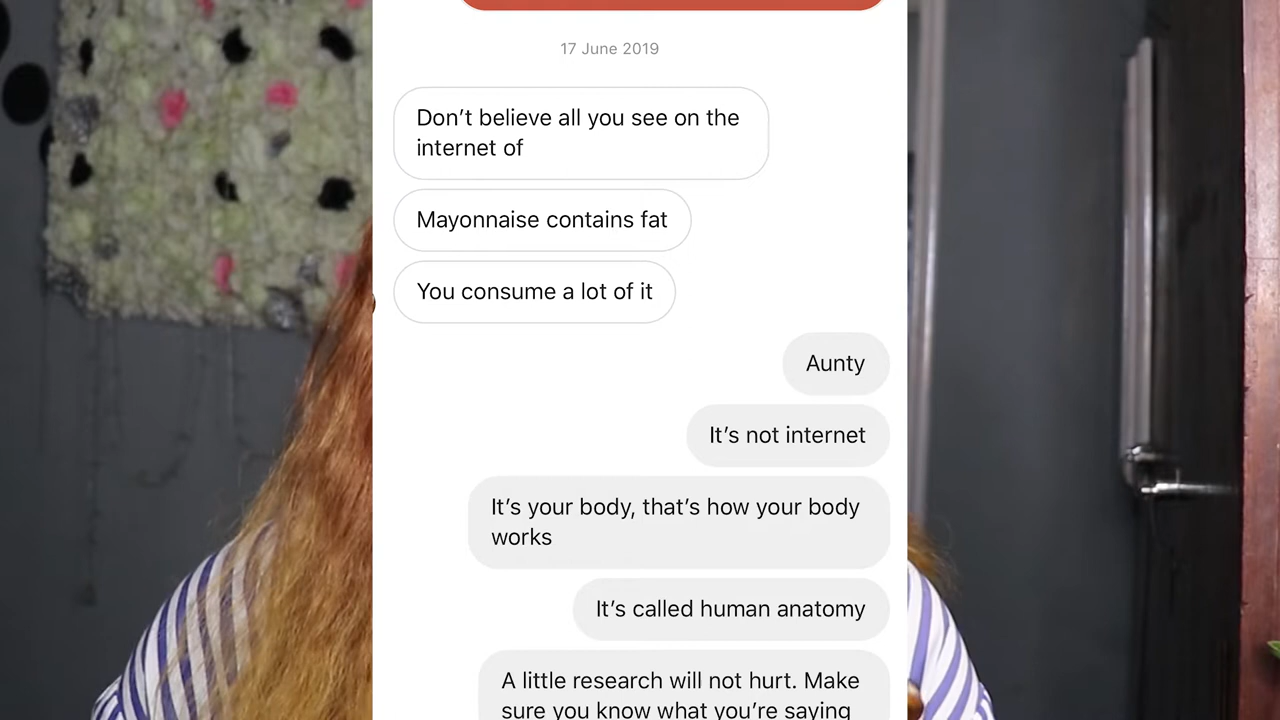 17 June 2019
Don’t believe all you see on the
internet of
Mayonnaise contains fat
You consume a lot of it
Aunty
It’s not internet
It’s your body, that’s how your body
works
It’s called human anatomy
A little research will not hurt. Make
sure you know what you’re saying